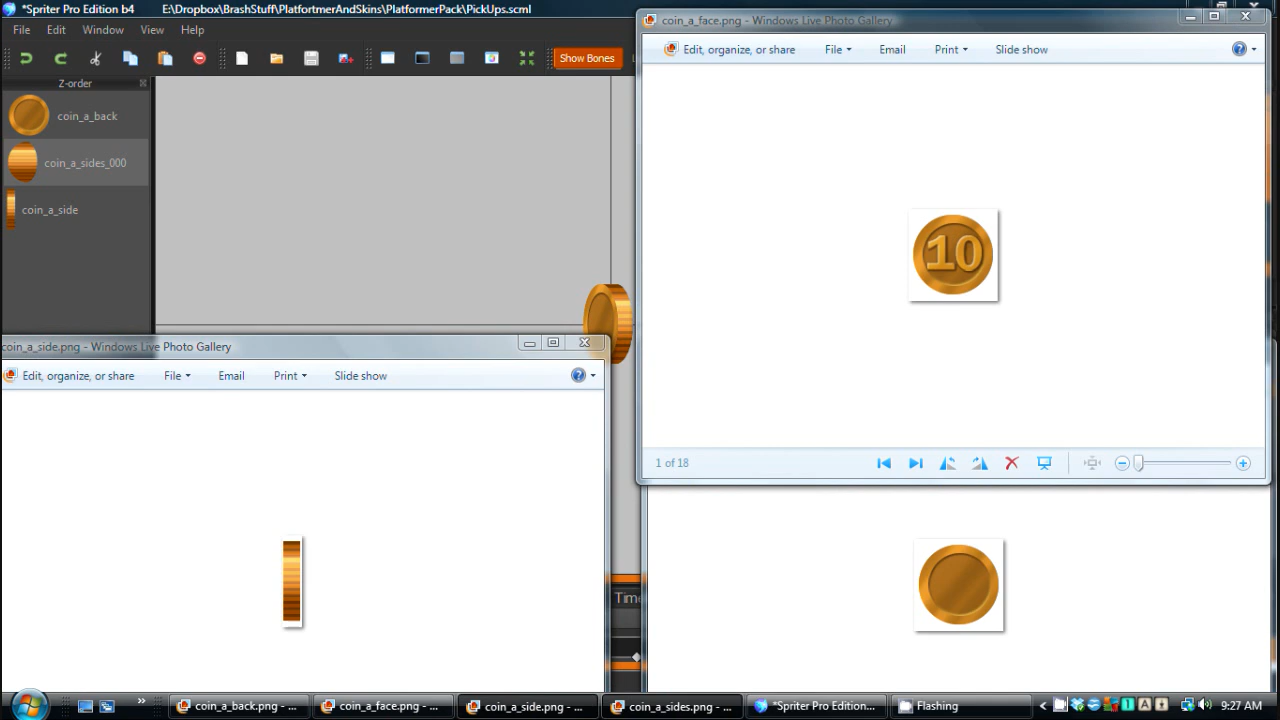 *Spriter Pro Edition b4 E:\Dropbox\BrashStuff\PlatfortmerAndSkins\PlatformerPack\PickUps.scml
File Edit Window View Help
Show Bones
Z-order
coin_a_back
coin_a_sides_000
coin_a_side
coin_a_face.png - Windows Live Photo Gallery
Edit, organize, or share File Email Print Slide show
10
1 of 18
coin_a_side.png - Windows Live Photo Gallery
Edit, organize, or share File Email Print Slide show
Time
coin_a_back.png - ... coin_a_face.png - ... coin_a_side.png - ... coin_a_sides.png - ... *Spriter Pro Edition... Flashing 9:27 AM